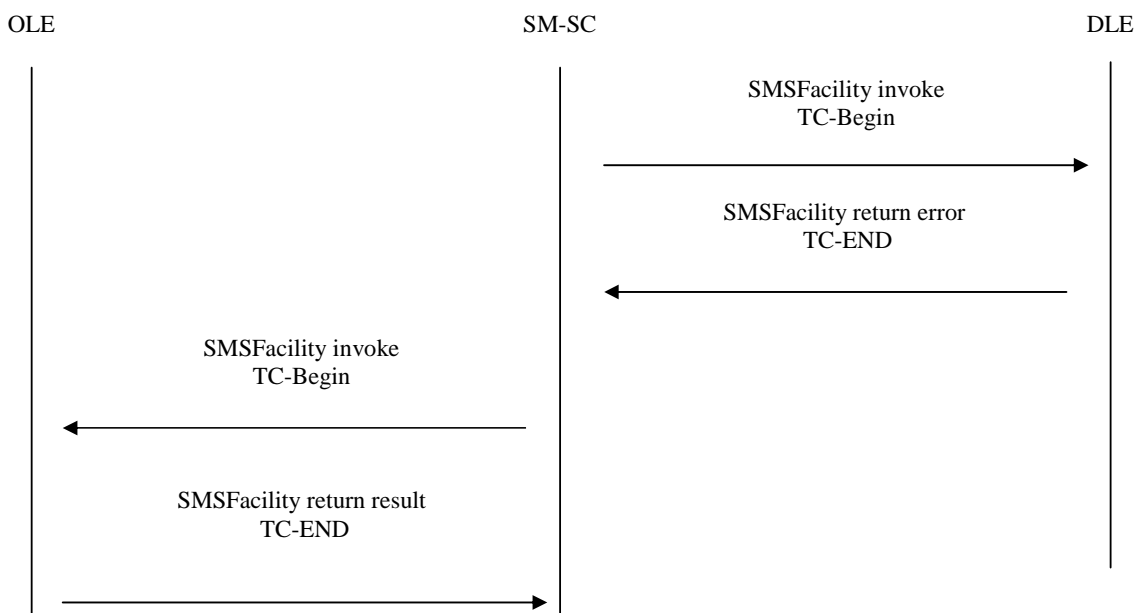 OLE
SM-SC
DLE
SMSFacility invoke
TC-Begin
SMSFacility return error
TC-END
SMSFacility invoke
TC-Begin
SMSFacility return result
TC-END